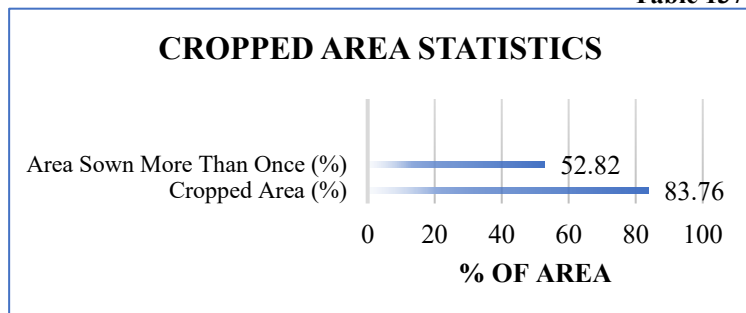 CROPPED AREA STATISTICS
Area Sown More Than Once (%)
52.82
Cropped Area (%)
83.76
0 20 40 60 80 100
% OF AREA